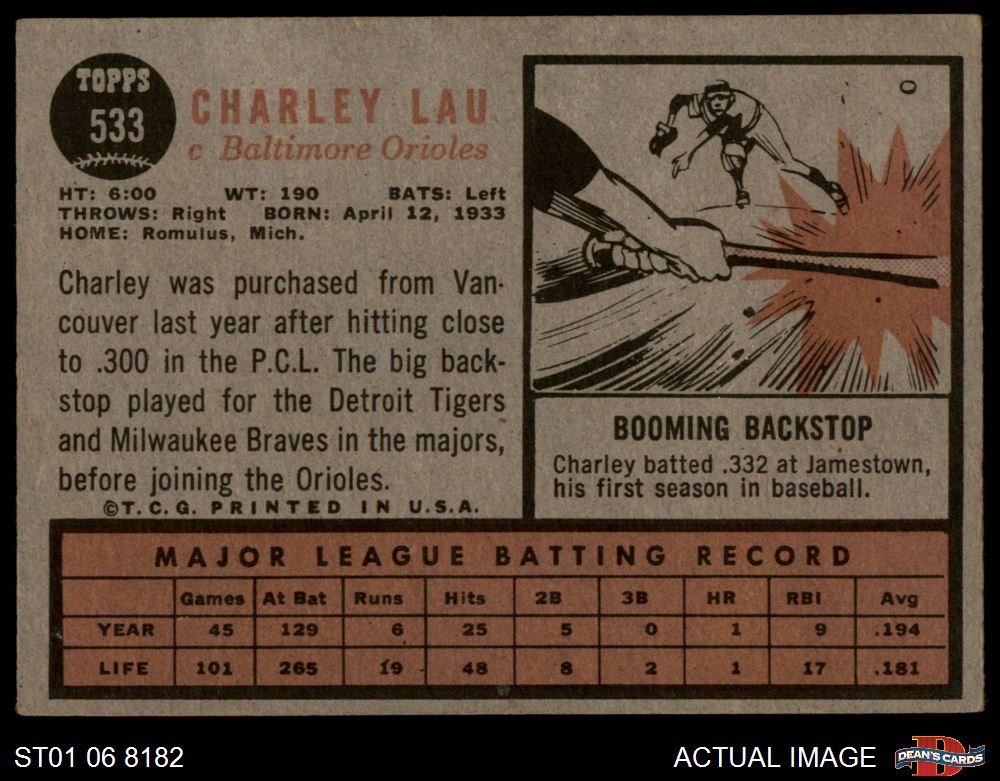 TOPPS
533
CHARLEY LAU
c Baltimore Orioles
HT: 6:00 WT: 190 BATS: Left
THROWS: Right BORN: April 12, 1933
HOME: Romulus, Mich.
Charley was purchased from Van-
couver last year after hitting close
to .300 in the P.C.L. The big back-
stop played for the Detroit Tigers
and Milwaukee Braves in the majors,
before joining the Orioles.
©T.C.G. PRINTED IN U.S.A.
O
BOOMING BACKSTOP
Charley batted .332 at Jamestown,
his first season in baseball.
MAJOR LEAGUE BATTING RECORD
Games At Bat Runs Hits 2B 3B HR RBI Avg
YEAR 45 129 6 25 5 0 1 9 .194
LIFE 101 265 19 48 8 2 1 17 .181
ST01 06 8182
ACTUAL IMAGE
D
DEAN'S CARDS